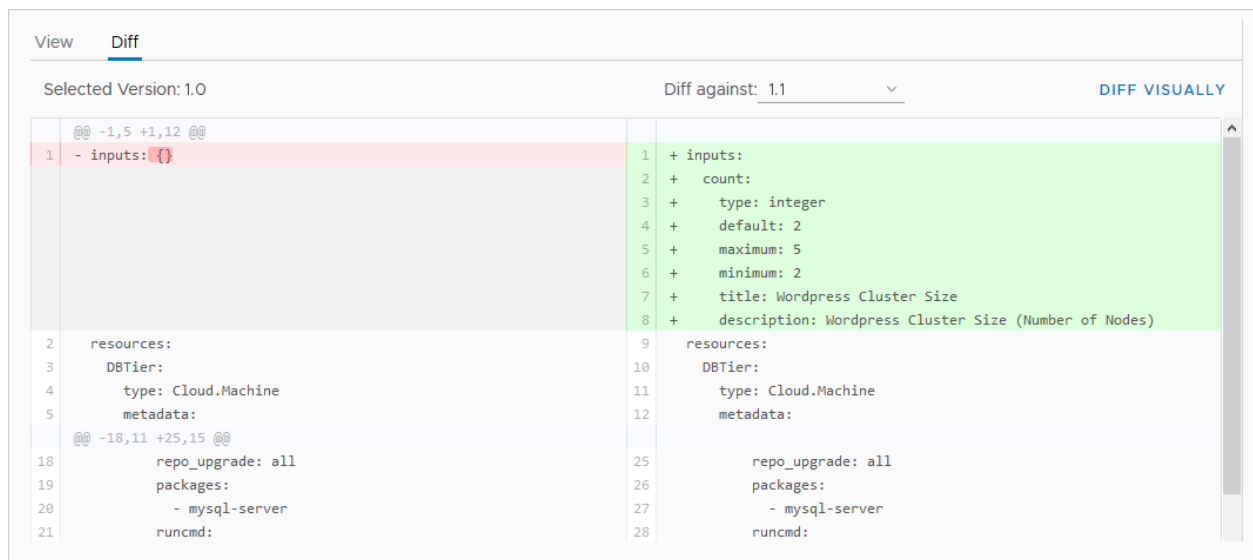 View Diff
Selected Version: 1.0 Diff against: 1.1 DIFF VISUALLY
@@ -1,5 +1,12 @@
1 - inputs: {} 1 + inputs:
2 + count:
3 + type: integer
4 + default: 2
5 + maximum: 5
6 + minimum: 2
7 + title: Wordpress Cluster Size
8 + description: Wordpress Cluster Size (Number of Nodes)
2 resources: 9 resources:
3 DBTier: 10 DBTier:
4 type: Cloud.Machine 11 type: Cloud.Machine
5 metadata: 12 metadata:
@@ -18,11 +25,15 @@
18 repo_upgrade: all 25 repo_upgrade: all
19 packages: 26 packages:
20 - mysql-server 27 - mysql-server
21 runcmd: 28 runcmd: